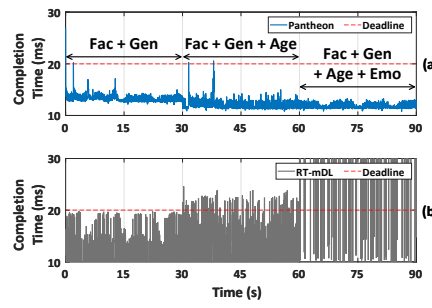 Completion
Time (ms)
30
20
10
Pantheon
Deadline
Fac + Gen
Fac + Gen + Age
Fac + Gen
+ Age + Emo
(a
0
15
30
45
60
75
90
Completion
Time (ms)
30
20
10
RT-mDL
Deadline
(b
0
15
30
45
60
75
90
Time (s)